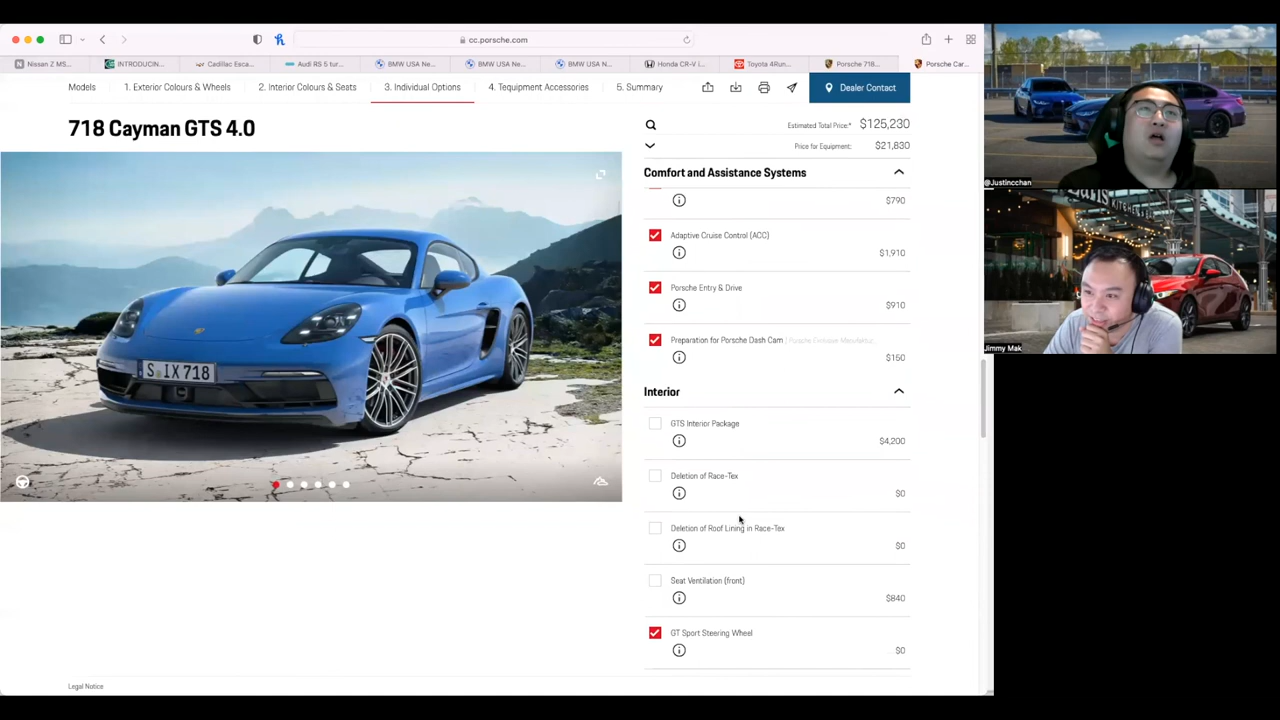 cc.porsche.com
Nissan Z MS...
INTRODUCIN...
Cadillac Esca...
Audi RS 5 tur...
BMW USA Ne...
BMW USA Ne...
BMW USA N...
Honda CR-V i...
Toyota 4Run...
Porsche 718...
Porsche Car...
Models
1. Exterior Colours & Wheels
2. Interior Colours & Seats
3. Individual Options
4. Tequipment Accessories
5. Summary
Dealer Contact
718 Cayman GTS 4.0
Estimated Total Price:* $125,230
Price for Equipment: $21,830
Comfort and Assistance Systems
$790
Adaptive Cruise Control (ACC)
$1,910
Porsche Entry & Drive
$910
Preparation for Porsche Dash Cam | Porsche Exclusive Manufaktur...
$150
Interior
GTS Interior Package
$4,200
Deletion of Race-Tex
$0
Deletion of Roof Lining in Race-Tex
$0
Seat Ventilation (front)
$840
GT Sport Steering Wheel
$0
S IX 718
Legal Notice
@Justincchan
KITCHEN
Jimmy Mak